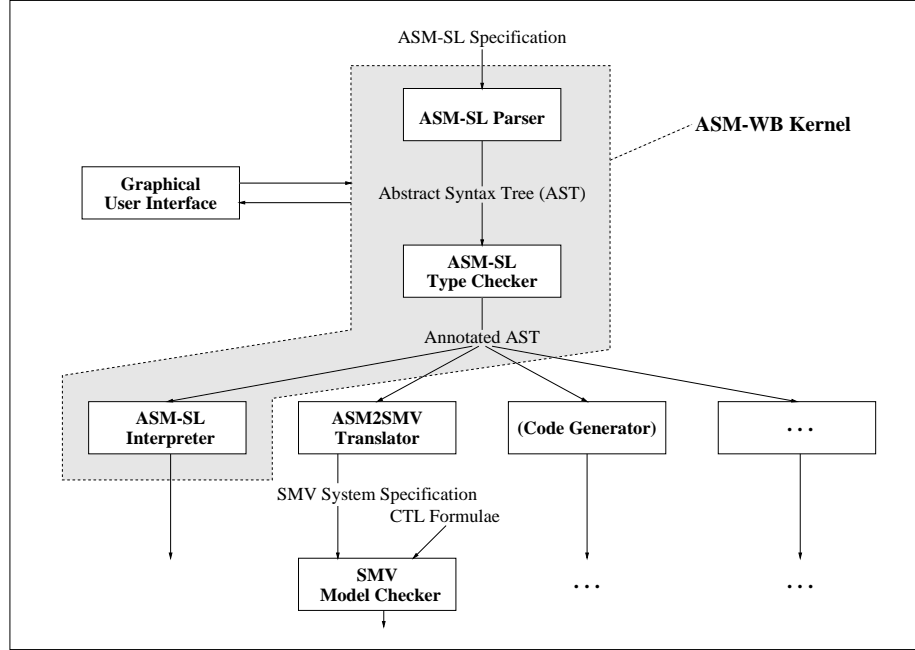 ASM-SL Specification
ASM-SL Parser
ASM-WB Kernel
Graphical
User Interface
Abstract Syntax Tree (AST)
ASM-SL
Type Checker
Annotated AST
ASM-SL
Interpreter
ASM2SMV
Translator
(Code Generator)
...
SMV System Specification
CTL Formulae
SMV
Model Checker
...
...